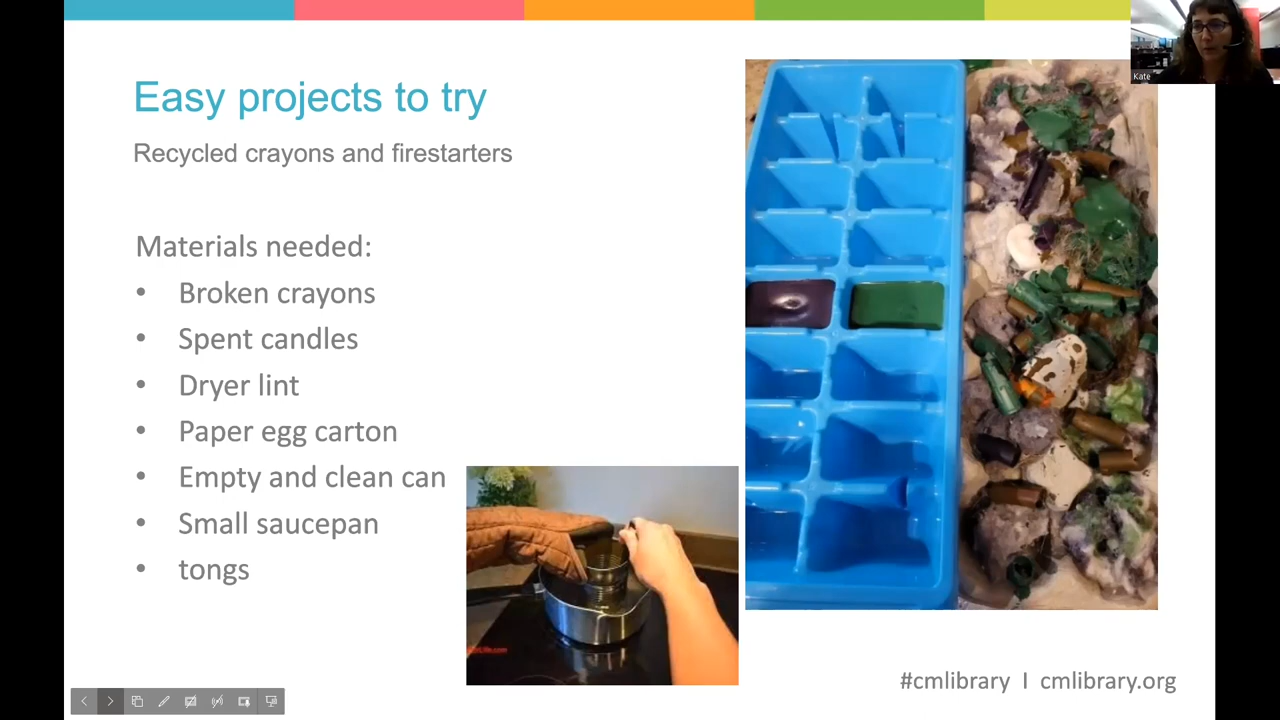 Easy projects to try
Recycled crayons and firestarters
Materials needed:
• Broken crayons
• Spent candles
• Dryer lint
• Paper egg carton
• Empty and clean can
• Small saucepan
• tongs
#cmlibrary I cmlibrary.org
Kate